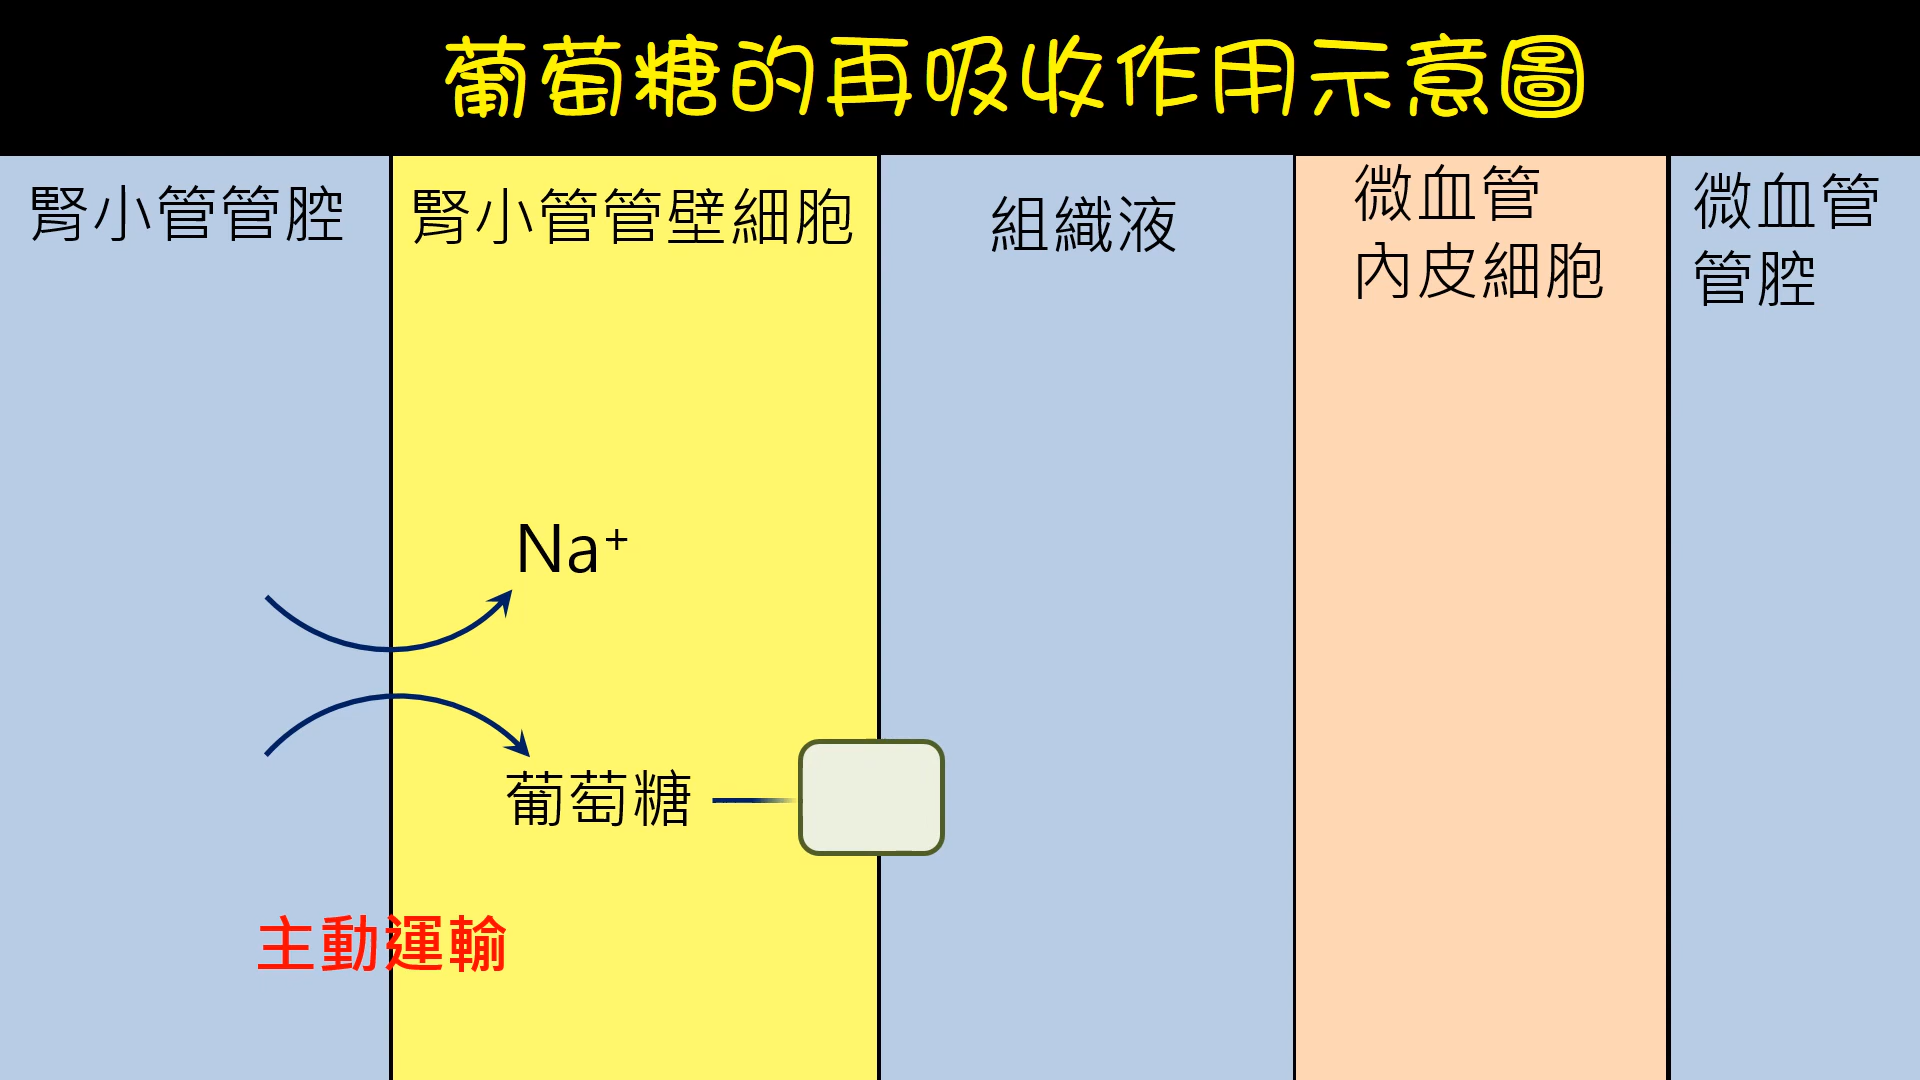 葡萄糖的再吸收作用示意圖
腎小管管腔
腎小管管壁細胞
組織液
微血管
內皮細胞
微血管
管腔
Na⁺
葡萄糖
主動運輸